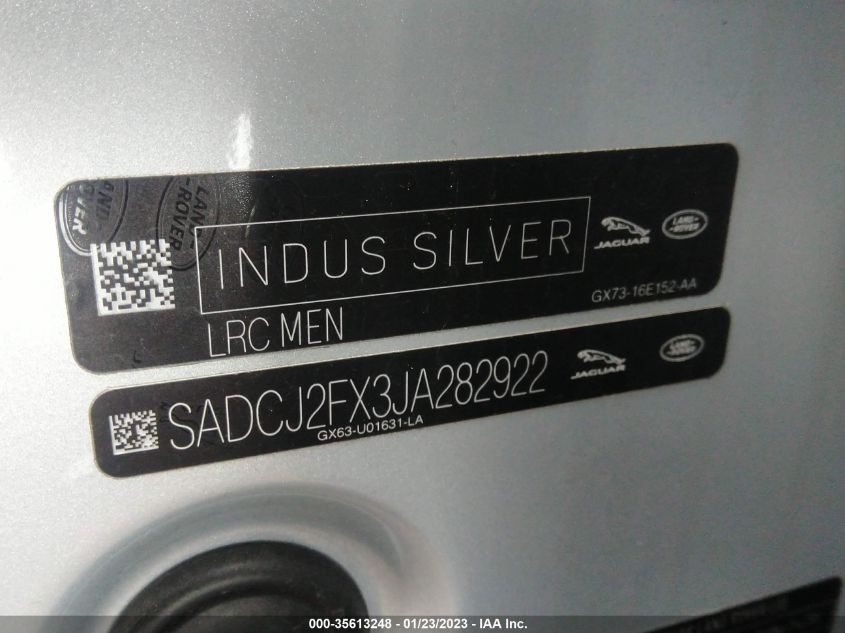 LAND-
ROVER
LAND
-ROVER
INDUS SILVER
JAGUAR
LAND-
ROVER
GX73-16E152-AA
LRC MEN
SADCJ2FX3JA282922
JAGUAR
LAND-
ROVER
GX63-U01631-LA
000-35613248 - 01/23/2023 - IAA Inc.